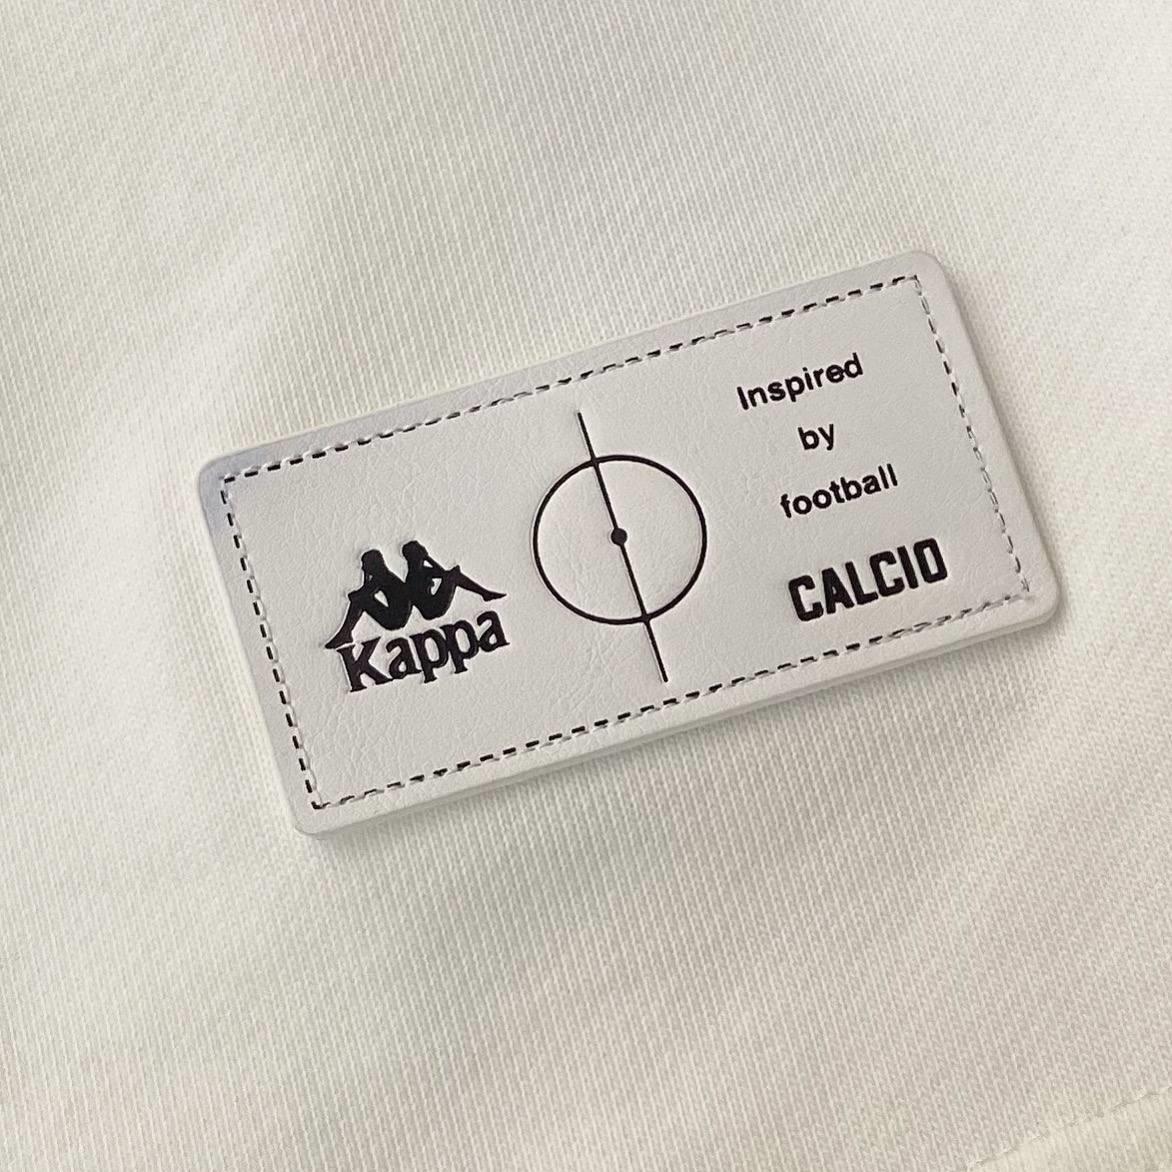 Kappa
Inspired
by
football
CALCIO